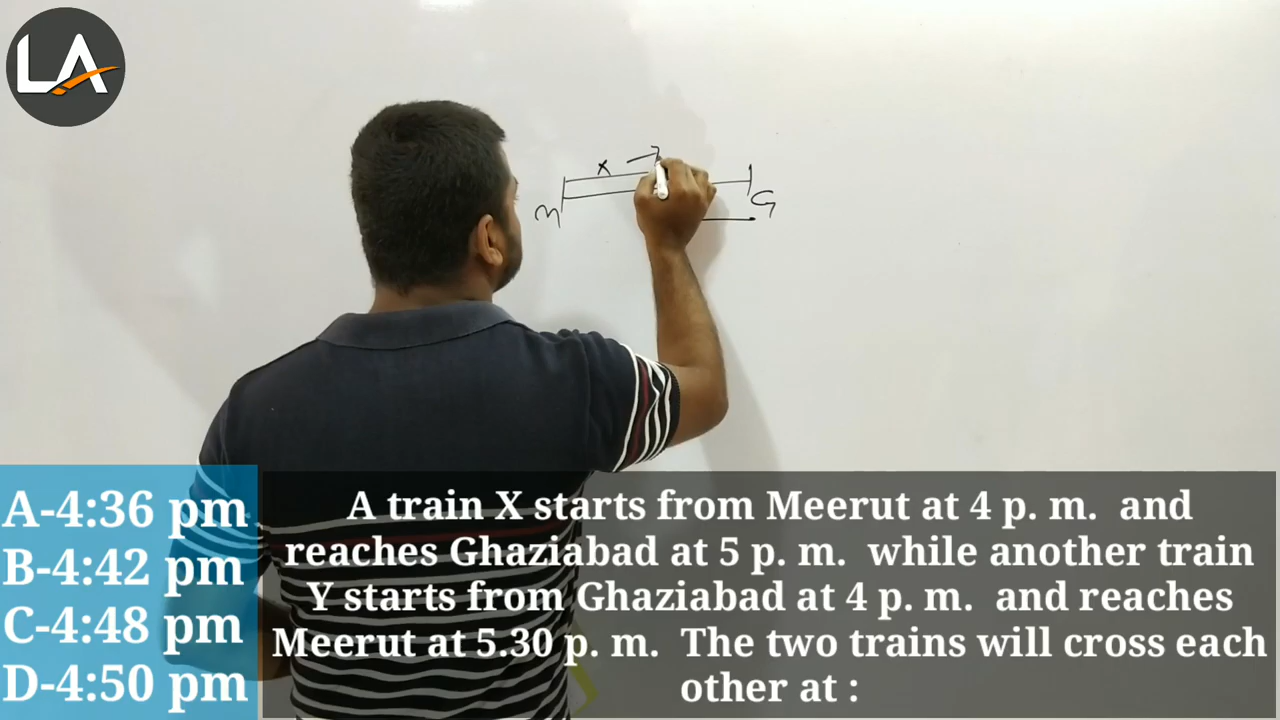 LA
x
M
G
A-4:36 pm
B-4:42 pm
C-4:48 pm
D-4:50 pm
A train X starts from Meerut at 4 p. m. and
reaches Ghaziabad at 5 p. m. while another train
Y starts from Ghaziabad at 4 p. m. and reaches
Meerut at 5.30 p. m. The two trains will cross each
other at :